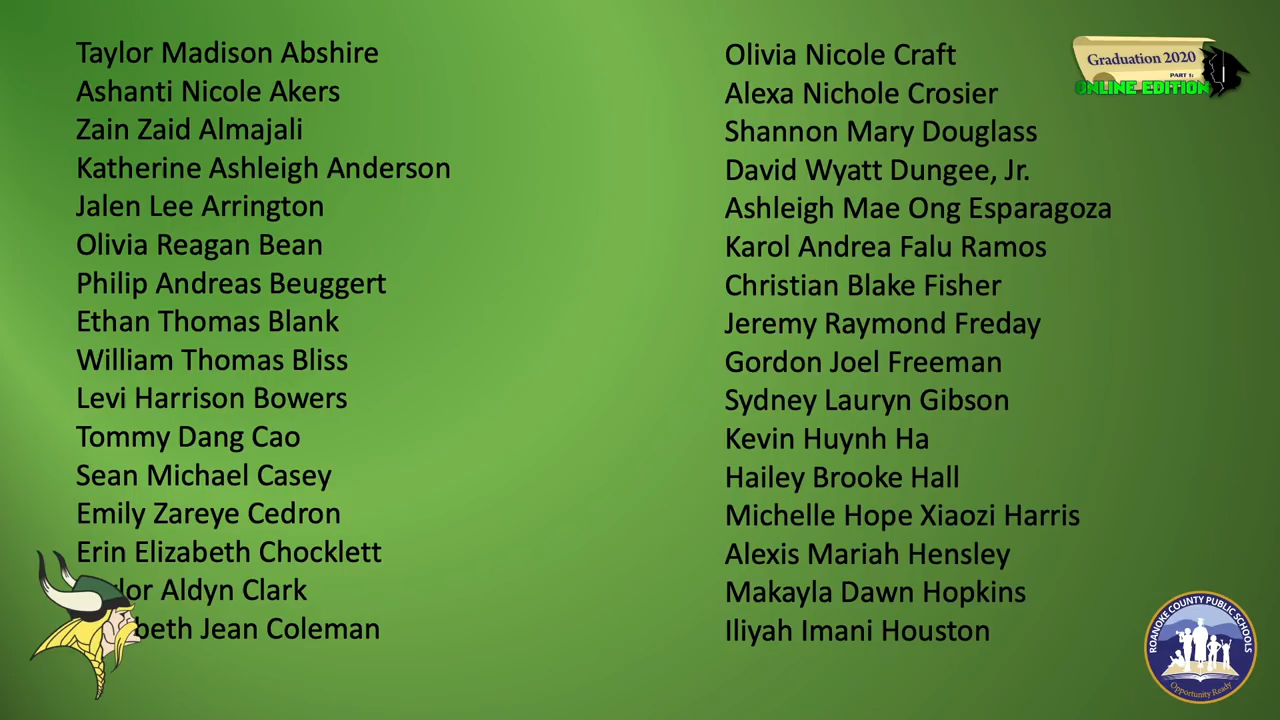 Taylor Madison Abshire
Ashanti Nicole Akers
Zain Zaid Almajali
Katherine Ashleigh Anderson
Jalen Lee Arrington
Olivia Reagan Bean
Philip Andreas Beuggert
Ethan Thomas Blank
William Thomas Bliss
Levi Harrison Bowers
Tommy Dang Cao
Sean Michael Casey
Emily Zareye Cedron
Erin Elizabeth Chocklett
Aldyn Clark
Jean Coleman
Olivia Nicole Craft
Alexa Nichole Crosier
Shannon Mary Douglass
David Wyatt Dungee, Jr.
Ashleigh Mae Ong Esparagoza
Karol Andrea Falu Ramos
Christian Blake Fisher
Jeremy Raymond Freday
Gordon Joel Freeman
Sydney Lauryn Gibson
Kevin Huynh Ha
Hailey Brooke Hall
Michelle Hope Xiaozi Harris
Alexis Mariah Hensley
Makayla Dawn Hopkins
Iliyah Imani Houston
Graduation 2020
PART 1:
ONLINE EDITION
ROANOKE COUNTY PUBLIC SCHOOLS
Opportunity Ready